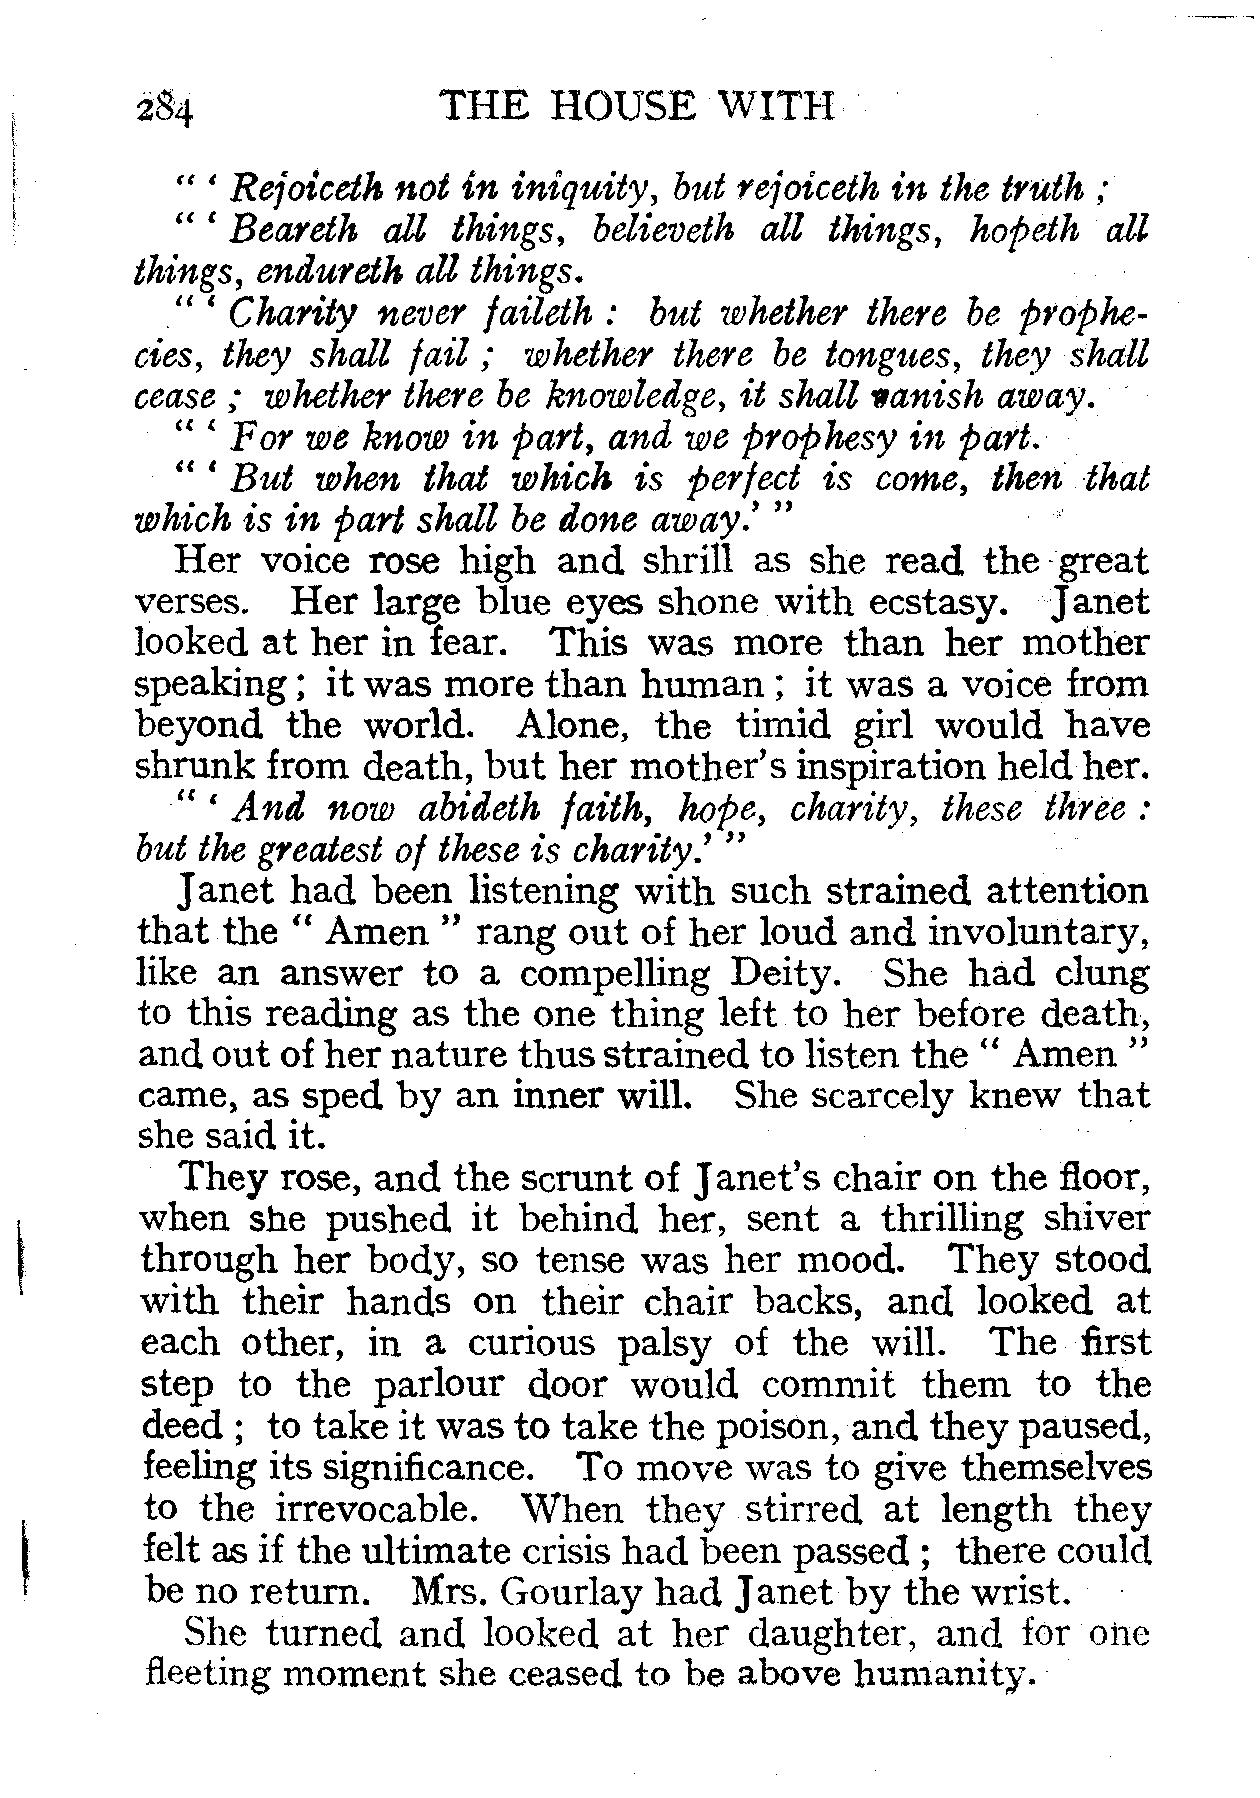 284 THE HOUSE WITH
" ' Rejoiceth not in iniquity, but rejoiceth in the truth ;
" ' Beareth all things, believeth all things, hopeth all
things, endureth all things.
" ' Charity never faileth : but whether there be prophe-
cies, they shall fail ; whether there be tongues, they shall
cease ; whether there be knowledge, it shall vanish away.
" ' For we know in part, and we prophesy in part.
" ' But when that which is perfect is come, then that
which is in part shall be done away.' "
Her voice rose high and shrill as she read the great
verses. Her large blue eyes shone with ecstasy. Janet
looked at her in fear. This was more than her mother
speaking ; it was more than human ; it was a voice from
beyond the world. Alone, the timid girl would have
shrunk from death, but her mother's inspiration held her.
" ' And now abideth faith, hope, charity, these three :
but the greatest of these is charity.' "
Janet had been listening with such strained attention
that the " Amen " rang out of her loud and involuntary,
like an answer to a compelling Deity. She had clung
to this reading as the one thing left to her before death,
and out of her nature thus strained to listen the " Amen "
came, as sped by an inner will. She scarcely knew that
she said it.
They rose, and the scrunt of Janet's chair on the floor,
when she pushed it behind her, sent a thrilling shiver
through her body, so tense was her mood. They stood
with their hands on their chair backs, and looked at
each other, in a curious palsy of the will. The first
step to the parlour door would commit them to the
deed ; to take it was to take the poison, and they paused,
feeling its significance. To move was to give themselves
to the irrevocable. When they stirred at length they
felt as if the ultimate crisis had been passed ; there could
be no return. Mrs. Gourlay had Janet by the wrist.
She turned and looked at her daughter, and for one
fleeting moment she ceased to be above humanity.